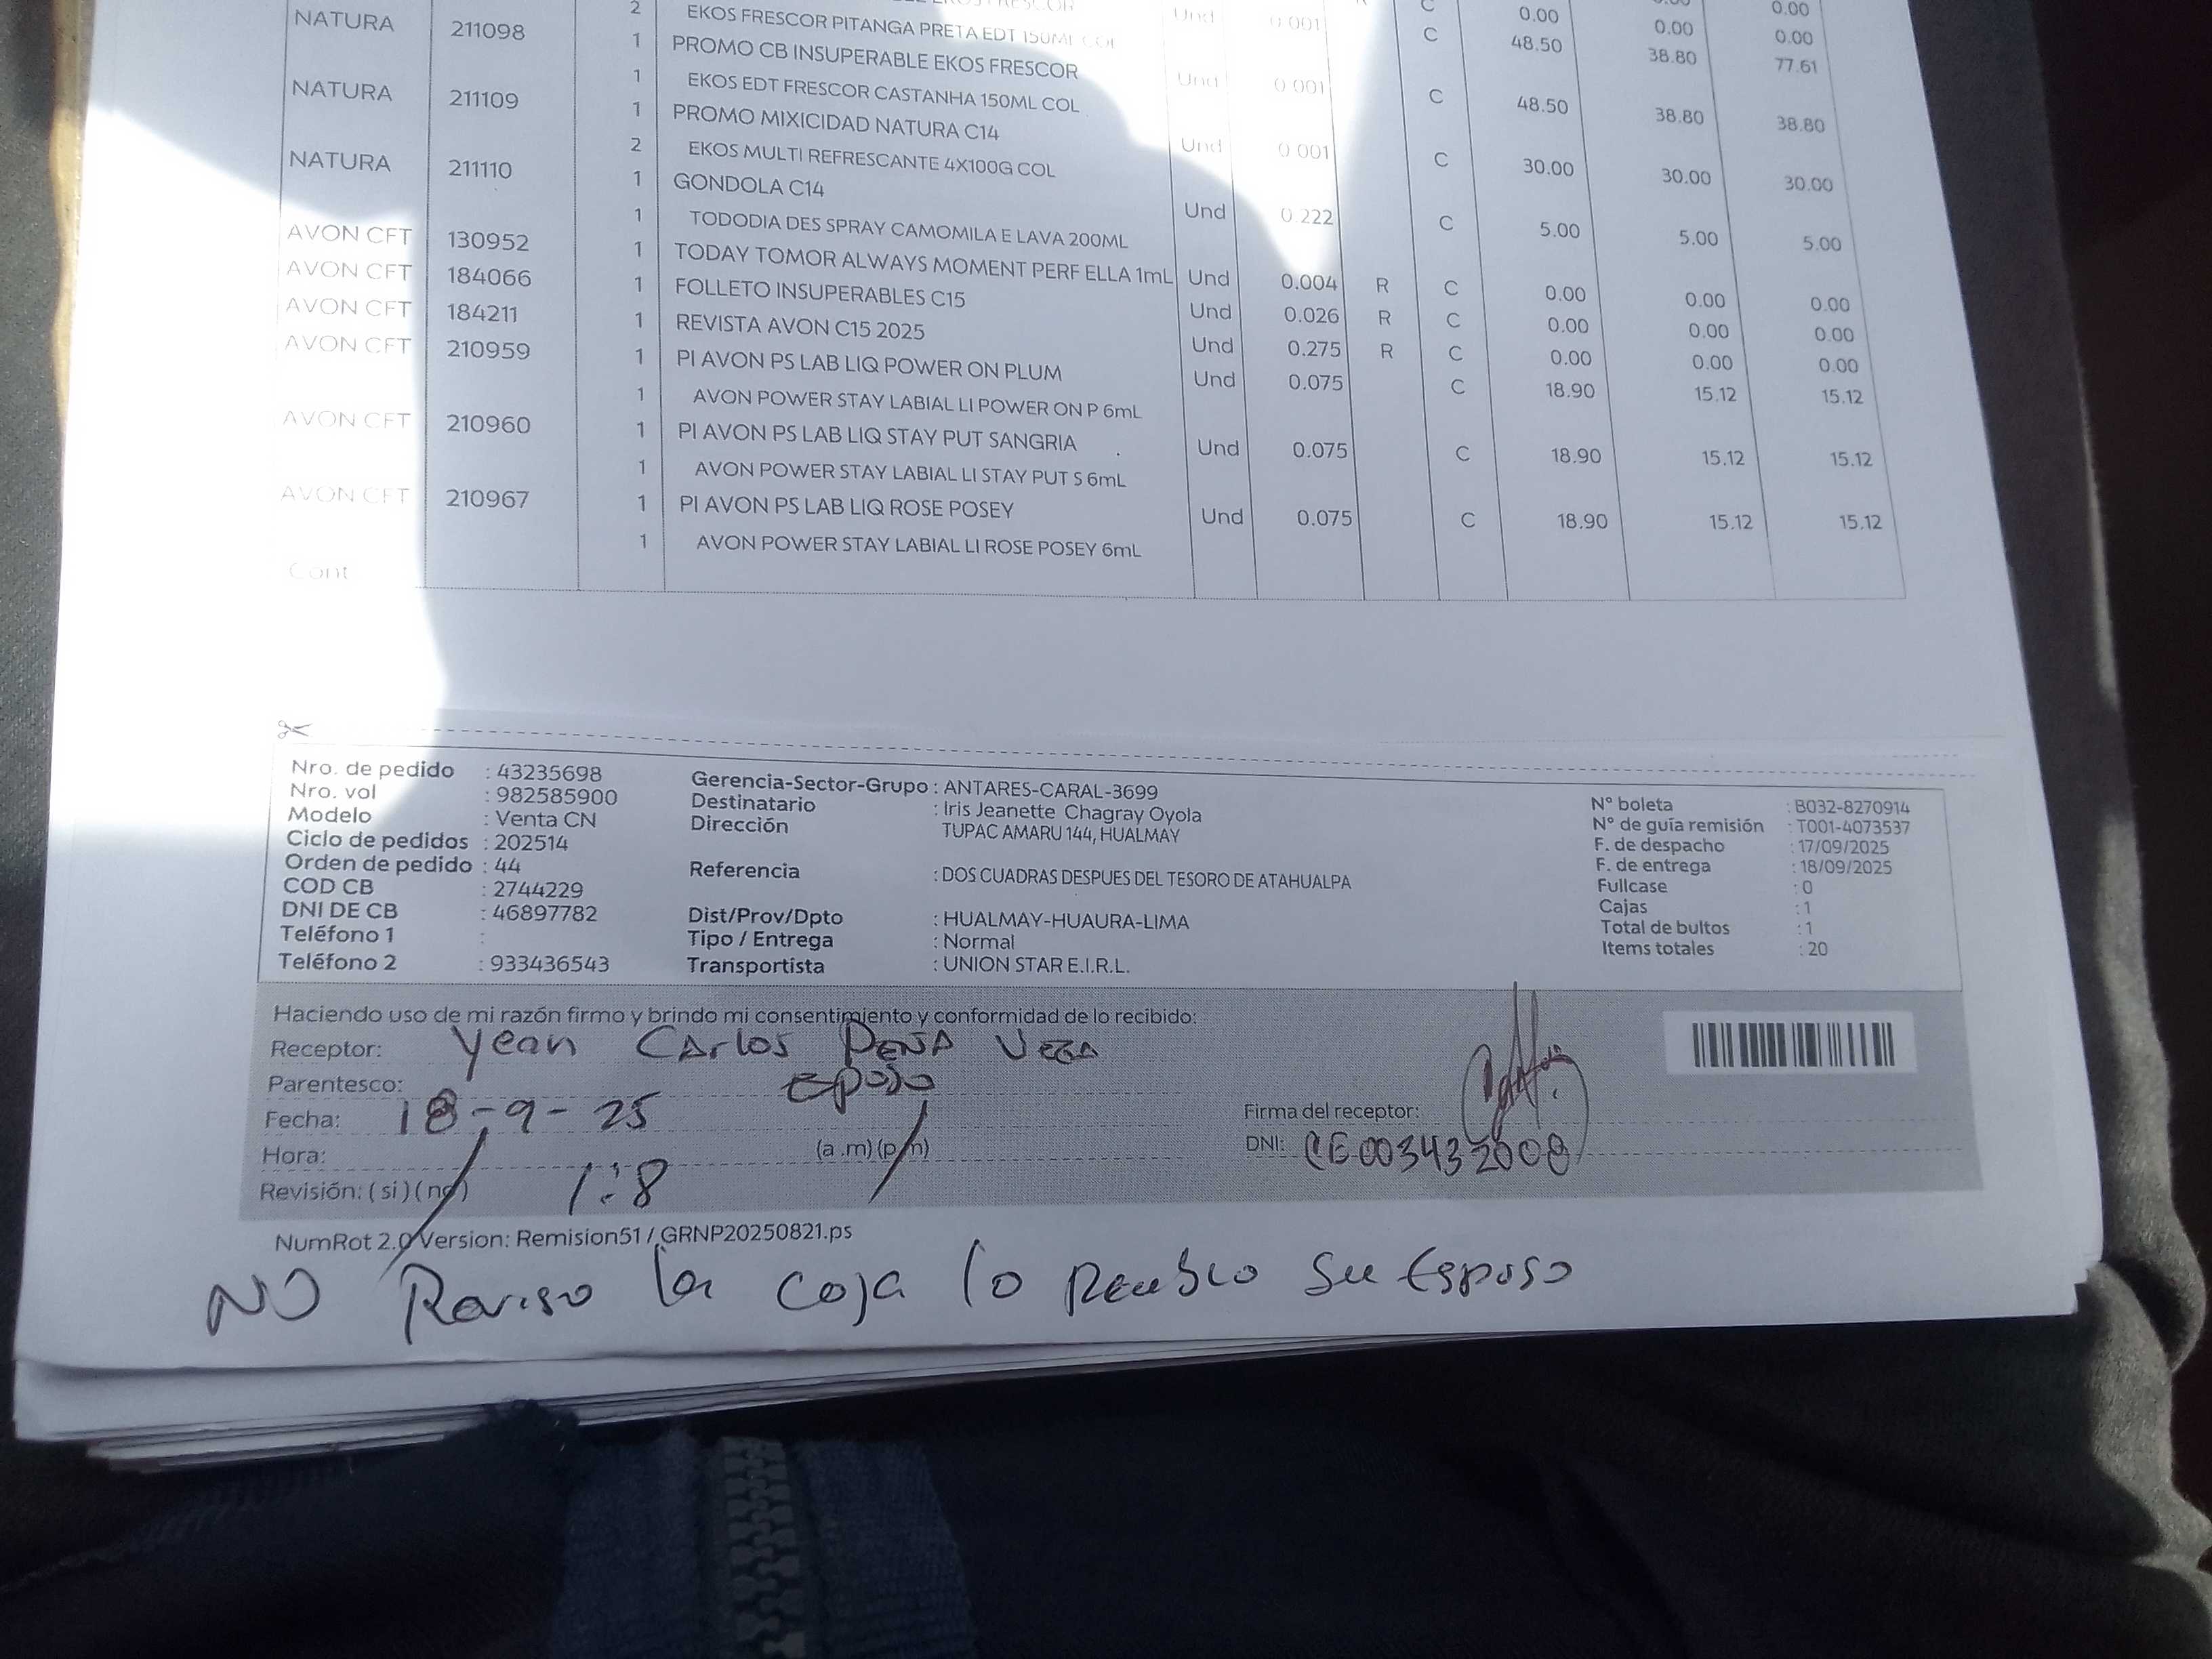 NATURA 211098 2 EKOS FRESCOR PITANGA PRETA EDT 150ML COL Und 0.001 C 0.00 0.00 0.00
1 PROMO CB INSUPERABLE EKOS FRESCOR C 48.50 38.80 77.61
1 EKOS EDT FRESCOR CASTANHA 150ML COL Und 0.001
NATURA 211109 1 PROMO MIXICIDAD NATURA C14 C 48.50 38.80 38.80
2 EKOS MULTI REFRESCANTE 4X100G COL Und 0.001
NATURA 211110 1 GONDOLA C14 C 30.00 30.00 30.00
1 TODODIA DES SPRAY CAMOMILA E LAVA 200ML Und 0.222 C 5.00 5.00 5.00
AVON CFT 130952 1 TODAY TOMOR ALWAYS MOMENT PERF ELLA 1mL Und 0.004 R C 0.00 0.00 0.00
AVON CFT 184066 1 FOLLETO INSUPERABLES C15 Und 0.026 R C 0.00 0.00 0.00
AVON CFT 184211 1 REVISTA AVON C15 2025 Und 0.275 R C 0.00 0.00 0.00
AVON CFT 210959 1 PI AVON PS LAB LIQ POWER ON PLUM Und 0.075 C 18.90 15.12 15.12
1 AVON POWER STAY LABIAL LI POWER ON P 6mL
AVON CFT 210960 1 PI AVON PS LAB LIQ STAY PUT SANGRIA Und 0.075 C 18.90 15.12 15.12
1 AVON POWER STAY LABIAL LI STAY PUT S 6mL
AVON CFT 210967 1 PI AVON PS LAB LIQ ROSE POSEY Und 0.075 C 18.90 15.12 15.12
1 AVON POWER STAY LABIAL LI ROSE POSEY 6mL
Cont
Nro. de pedido : 43235698
Nro. vol : 982585900
Modelo : Venta CN
Ciclo de pedidos : 202514
Orden de pedido : 44
COD CB : 2744229
DNI DE CB : 46897782
Teléfono 1 :
Teléfono 2 : 933436543
Gerencia-Sector-Grupo : ANTARES-CARAL-3699
Destinatario : Iris Jeanette Chagray Oyola
Dirección TUPAC AMARU 144, HUALMAY
Referencia : DOS CUADRAS DESPUES DEL TESORO DE ATAHUALPA
Dist/Prov/Dpto : HUALMAY-HUAURA-LIMA
Tipo / Entrega : Normal
Transportista : UNION STAR E.I.R.L.
N° boleta : B032-8270914
N° de guía remisión : T001-4073537
F. de despacho : 17/09/2025
F. de entrega : 18/09/2025
Fullcase : 0
Cajas : 1
Total de bultos : 1
Items totales : 20
Haciendo uso de mi razón firmo y brindo mi consentimiento y conformidad de lo recibido:
Receptor: Yean Carlos PEÑA VEGA
Parentesco: Eposo
Fecha: 18-9-25
Hora: 1:8 (a .m) (p.m)
Revisión: ( si ) ( no )
Firma del receptor:
DNI: CE 003432008
NumRot 2.0 Version: Remision51 / GRNP20250821.ps
NO Reviso la caja lo Recibio Su Esposo